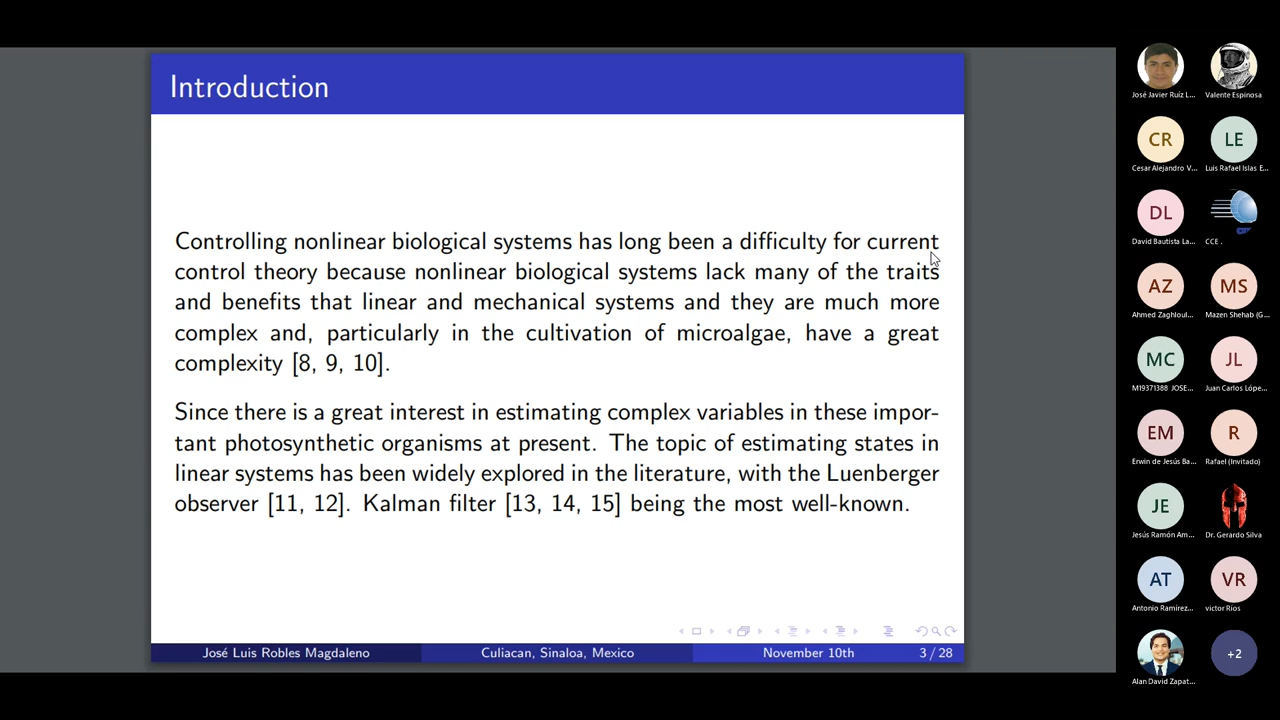 Introduction
Controlling nonlinear biological systems has long been a difficulty for current
control theory because nonlinear biological systems lack many of the traits
and benefits that linear and mechanical systems and they are much more
complex and, particularly in the cultivation of microalgae, have a great
complexity [8, 9, 10].
Since there is a great interest in estimating complex variables in these impor-
tant photosynthetic organisms at present. The topic of estimating states in
linear systems has been widely explored in the literature, with the Luenberger
observer [11, 12]. Kalman filter [13, 14, 15] being the most well-known.
José Luis Robles Magdaleno
Culiacan, Sinaloa, Mexico
November 10th
3 / 28
José Javier Ruíz L...
Valente Espinosa
CR
Cesar Alejandro V...
LE
Luis Rafael Islas E...
DL
David Bautista La...
CCE .
AZ
Ahmed Zaghloul...
MS
Mazen Shehab (G...
MC
M19371388 JOSE...
JL
Juan Carlos Lópe...
EM
Erwin de Jesús Ba...
R
Rafael (Invitado)
JE
Jesús Ramón Am...
Dr. Gerardo Silva
AT
Antonio Ramírez...
VR
victor Ríos
Alan David Zapat...
+2